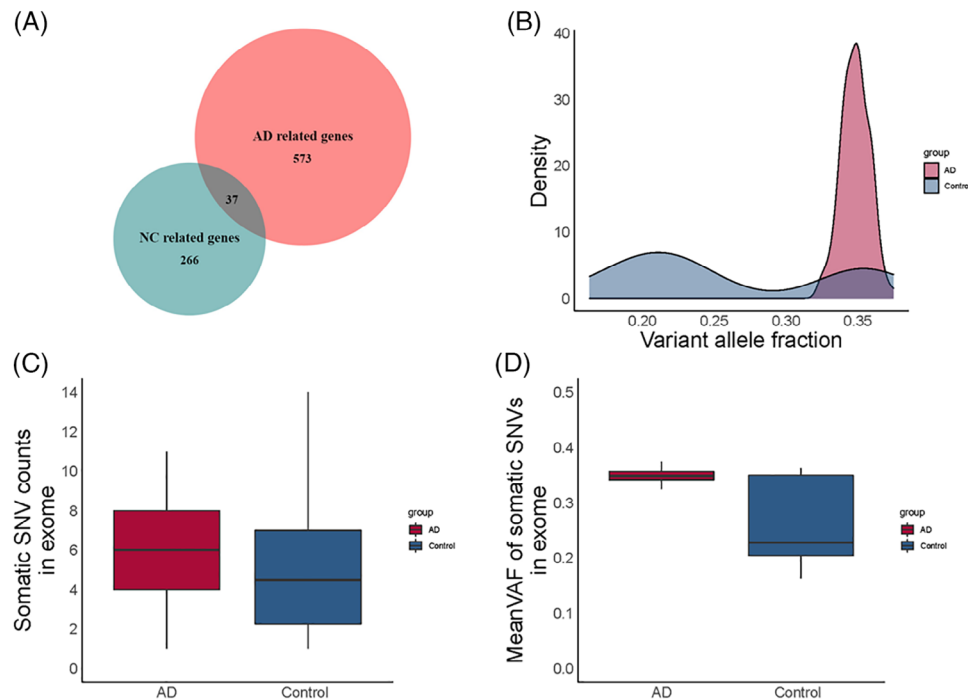 (A)
AD related genes
573
37
NC related genes
266
(B)
40
30
20
10
0
Density
0.20 0.25 0.30 0.35
Variant allele fraction
group
AD
Control
(C)
14
12
10
8
6
4
2
0
Somatic SNV counts
in exome
AD Control
group
AD
Control
(D)
0.5
0.4
0.3
0.2
0.1
0.0
MeanVAF of somatic SNVs
in exome
AD Control
group
AD
Control